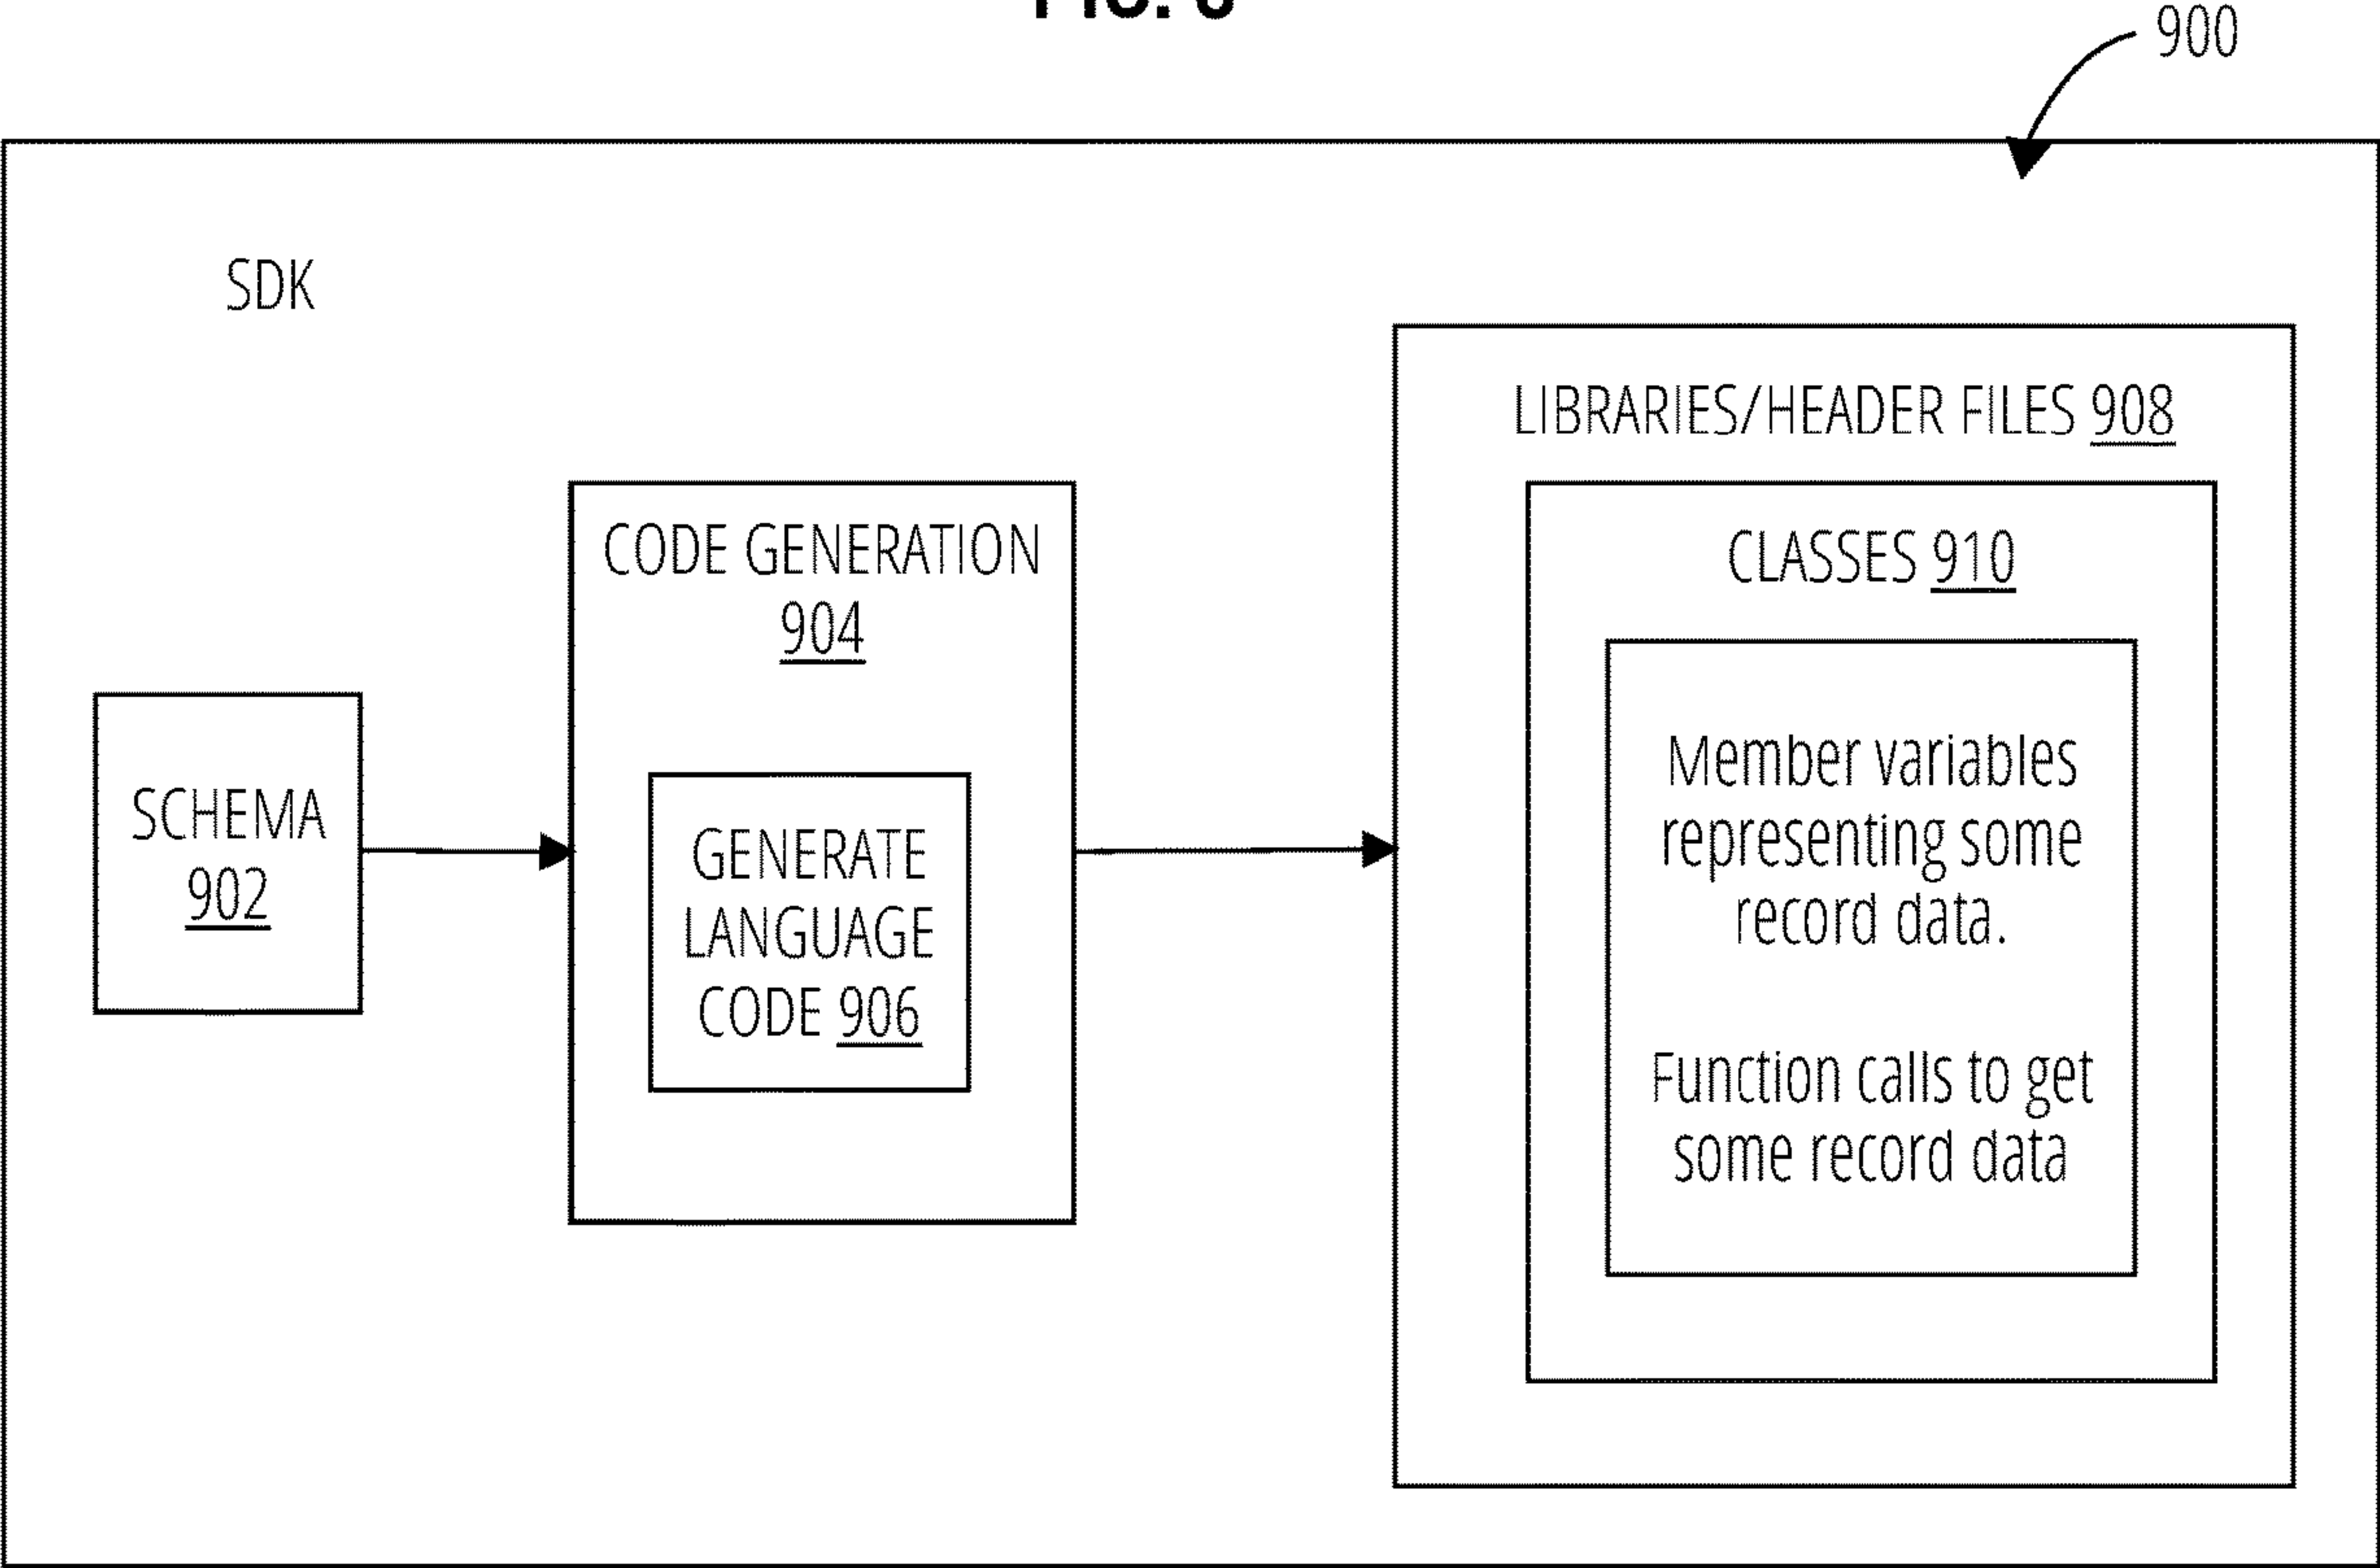 900
SDK
LIBRARIES/HEADER FILES 908
CODE GENERATION
904
CLASSES 910
SCHEMA
902
GENERATE
LANGUAGE
CODE 906
Member variables
representing some
record data.
Function calls to get
some record data